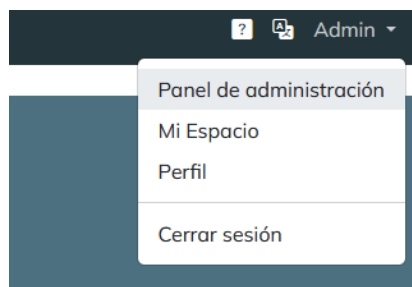 ? Admin
Panel de administración
Mi Espacio
Perfil
Cerrar sesión